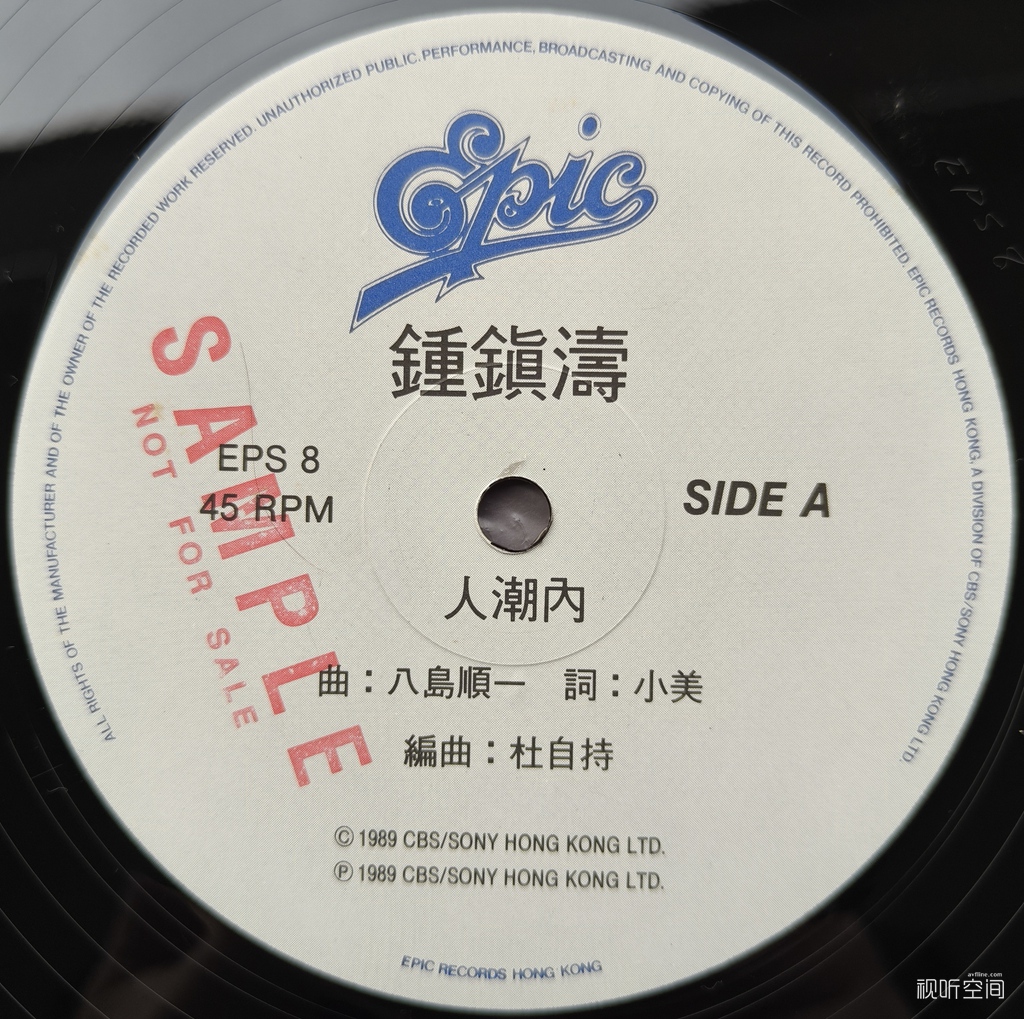 ALL RIGHTS OF THE MANUFACTURER AND OF THE OWNER OF THE RECORDED WORK RESERVED. UNAUTHORIZED PUBLIC. PERFORMANCE, BROADCASTING AND COPYING OF THIS RECORD PROHIBITED. EPIC RECORDS HONG KONG, A DIVISION OF CBS/SONY HONG KONG LTD.
Epic
鍾鎮濤
SAMPLE
NOT FOR SALE
EPS 8
45 RPM
SIDE A
人潮內
曲：八島順一 詞：小美
編曲：杜自持
© 1989 CBS/SONY HONG KONG LTD.
℗ 1989 CBS/SONY HONG KONG LTD.
EPIC RECORDS HONG KONG
EPS 8
avfline.com
视听空间